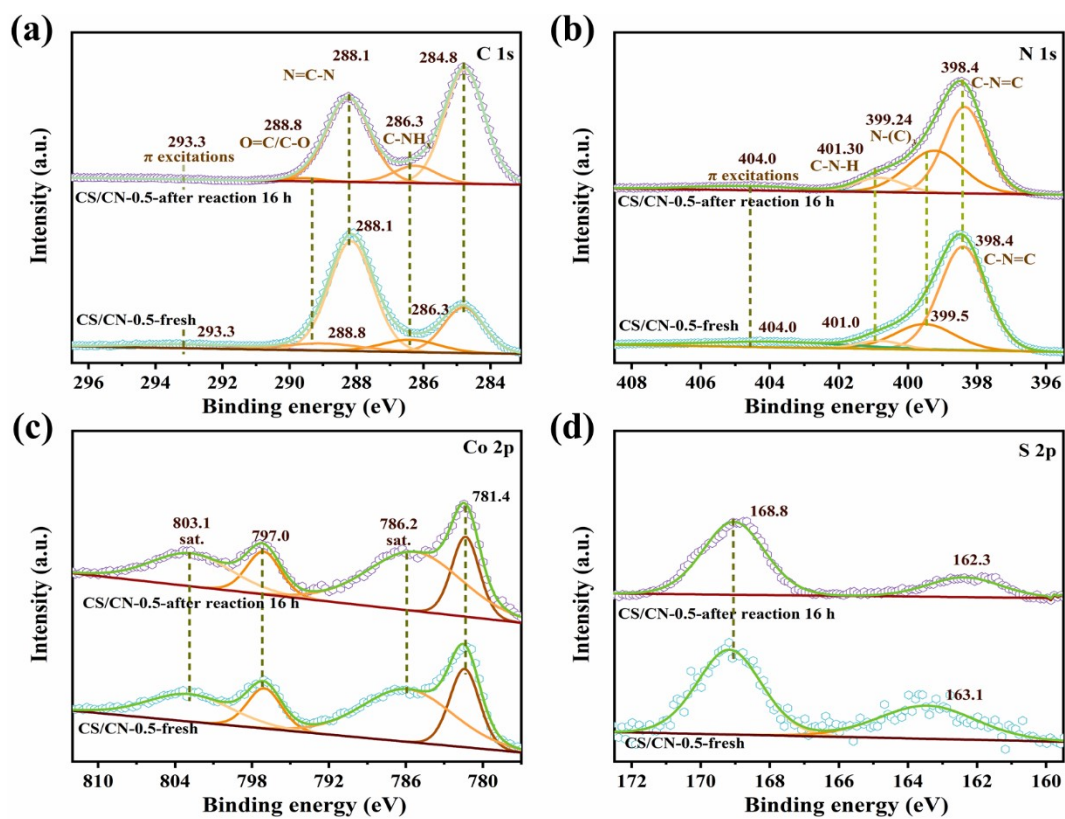 (a)
C 1s
288.1
284.8
N=C-N
288.8
286.3
293.3
O=C/C-O
C-NHx
π excitations
CS/CN-0.5-after reaction 16 h
288.1
286.3
CS/CN-0.5-fresh
293.3
288.8
Intensity (a.u.)
296 294 292 290 288 286 284
Binding energy (eV)
(b)
N 1s
398.4
C-N=C
399.24
N-(C)x
401.30
404.0
C-N-H
π excitations
CS/CN-0.5-after reaction 16 h
398.4
C-N=C
CS/CN-0.5-fresh
404.0
401.0
399.5
Intensity (a.u.)
408 406 404 402 400 398 396
Binding energy (eV)
(c)
Co 2p
781.4
803.1
786.2
sat.
797.0
sat.
CS/CN-0.5-after reaction 16 h
CS/CN-0.5-fresh
Intensity (a.u.)
810 804 798 792 786 780
Binding energy (eV)
(d)
S 2p
168.8
162.3
CS/CN-0.5-after reaction 16 h
163.1
CS/CN-0.5-fresh
Intensity (a.u.)
172 170 168 166 164 162 160
Binding energy (eV)